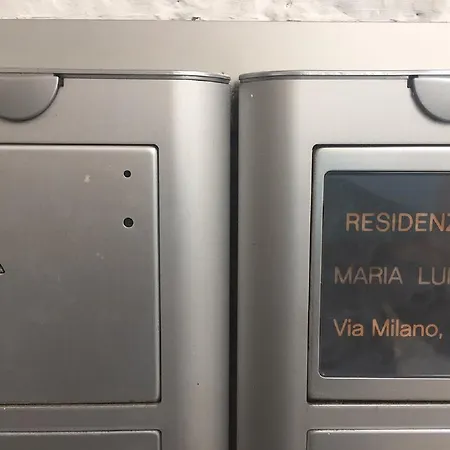 RESIDENZ
MARIA LU
Via Milano,